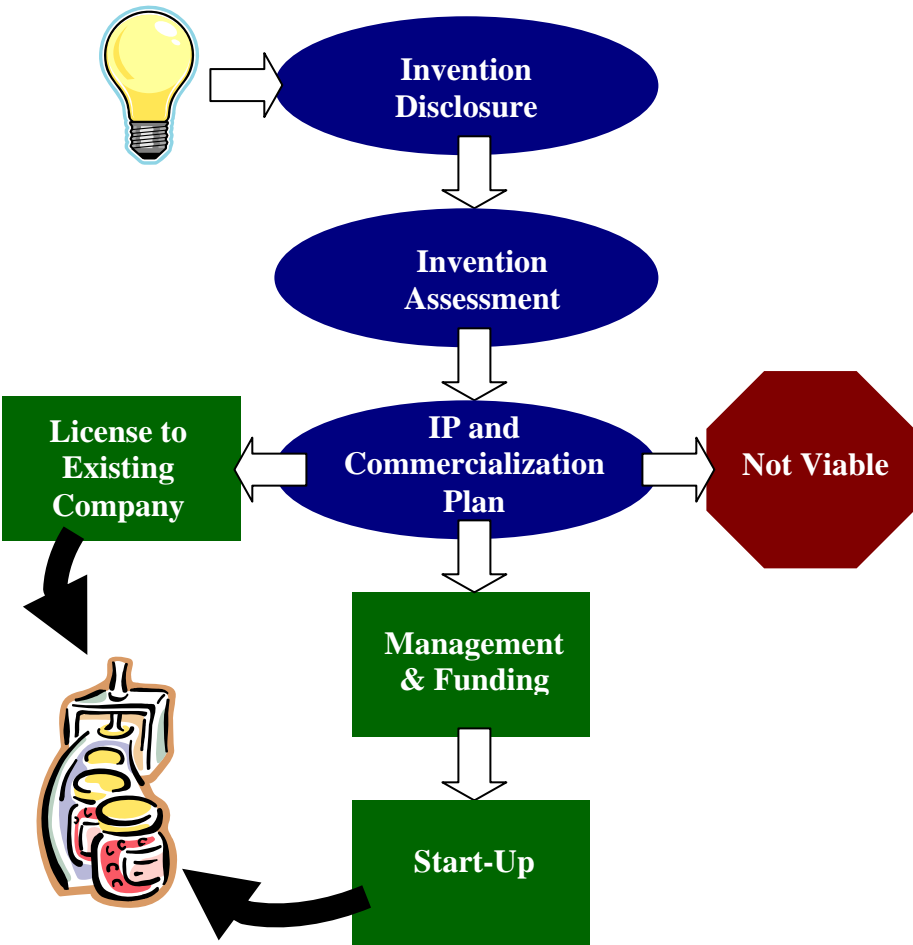 Invention
Disclosure
Invention
Assessment
License to
Existing
Company
IP and
Commercialization
Plan
Not Viable
Management
& Funding
Start-Up